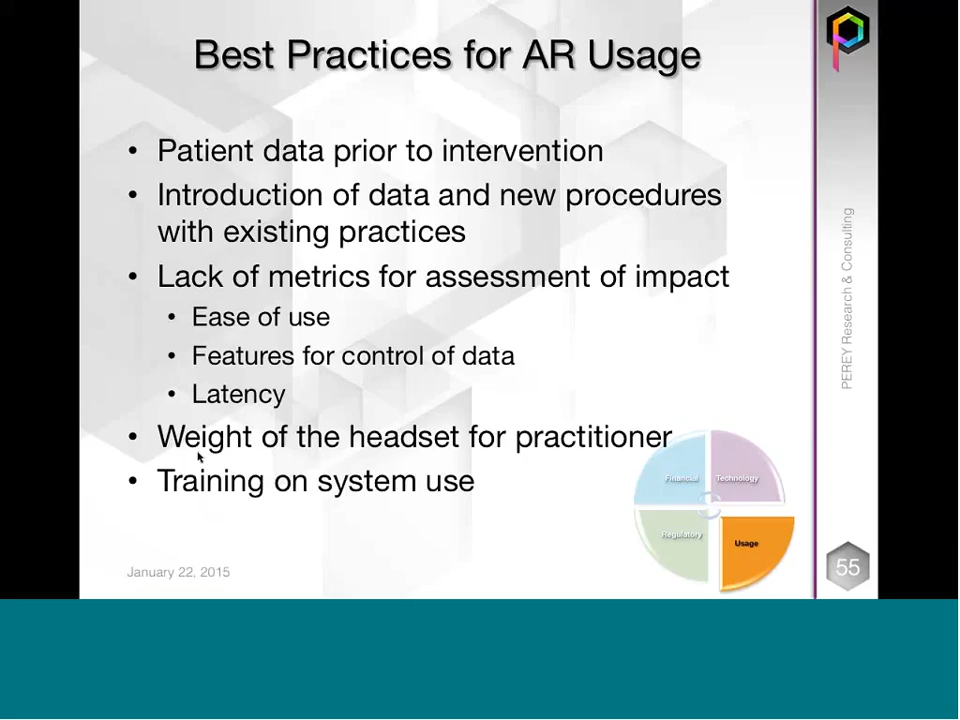 Best Practices for AR Usage
• Patient data prior to intervention
• Introduction of data and new procedures
with existing practices
• Lack of metrics for assessment of impact
• Ease of use
• Features for control of data
• Latency
• Weight of the headset for practitioner
• Training on system use
Financial
Technology
Regulatory
Usage
January 22, 2015
PEREY Research & Consulting
55